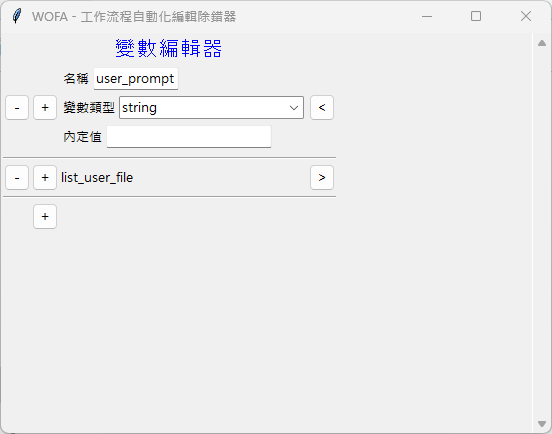 WOFA - 工作流程自動化編輯除錯器
變數編輯器
名稱 user_prompt
- + 變數類型 string <
內定值
- + list_user_file >
+